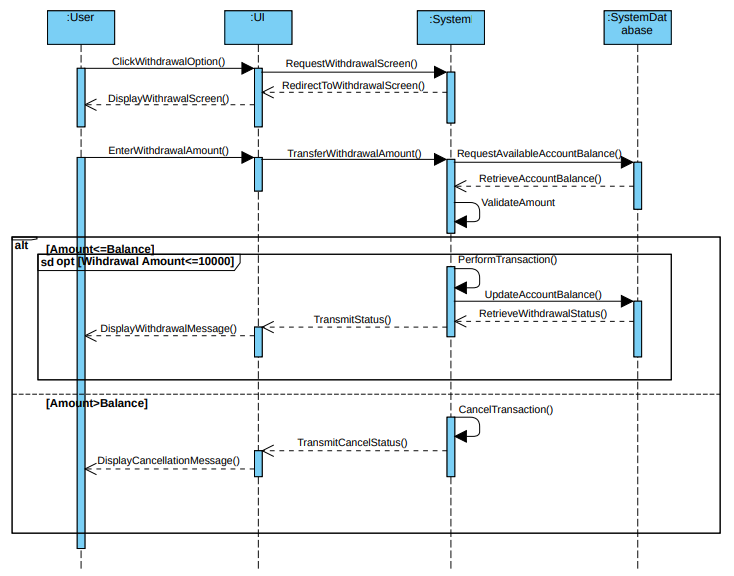 :User
:UI
:System
:SystemDat
abase
ClickWithdrawalOption()
RequestWithdrawalScreen()
RedirectToWithdrawalScreen()
DisplayWithrawalScreen()
EnterWithdrawalAmount()
TransferWithdrawalAmount()
RequestAvailableAccountBalance()
RetrieveAccountBalance()
ValidateAmount
alt
[Amount<=Balance]
sd opt [Wihdrawal Amount<=10000]
PerformTransaction()
UpdateAccountBalance()
RetrieveWithdrawalStatus()
TransmitStatus()
DisplayWithdrawalMessage()
[Amount>Balance]
CancelTransaction()
TransmitCancelStatus()
DisplayCancellationMessage()